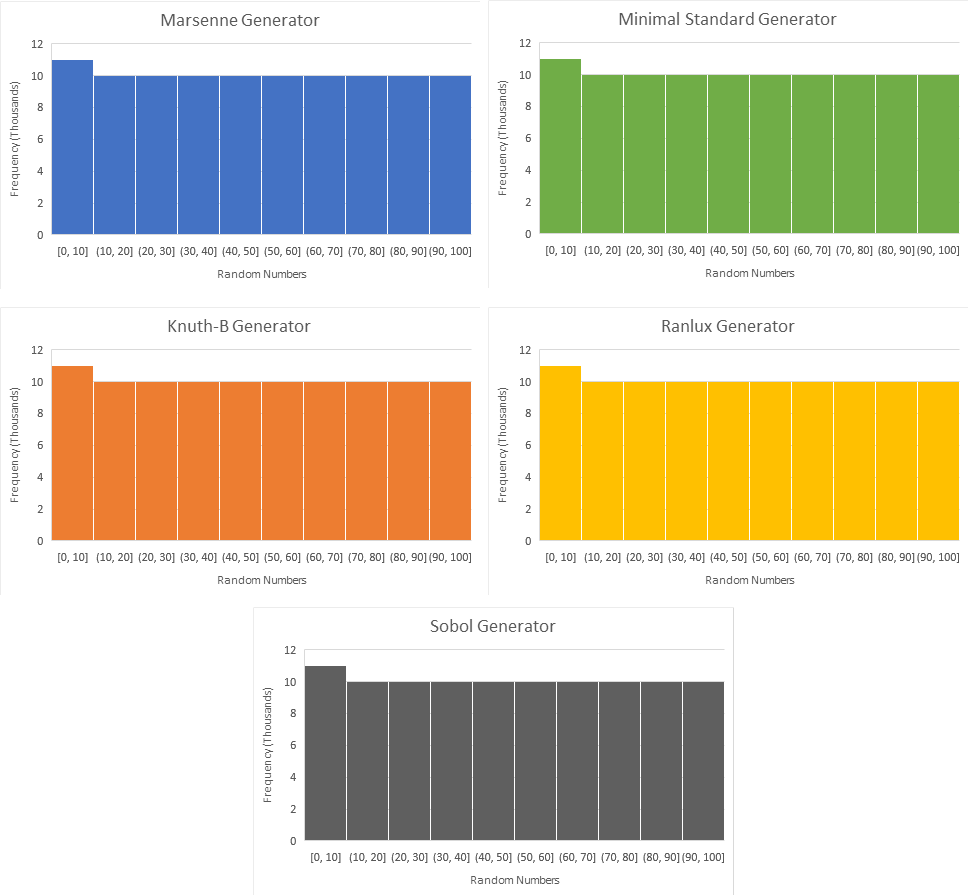 Marsenne Generator
12
10
8
6
4
2
0
Frequency (Thousands)
[0, 10] (10, 20] (20, 30] (30, 40] (40, 50] (50, 60] (60, 70] (70, 80] (80, 90] (90, 100]
Random Numbers
Minimal Standard Generator
12
10
8
6
4
2
0
Frequency (Thousands)
[0, 10] (10, 20] (20, 30] (30, 40] (40, 50] (50, 60] (60, 70] (70, 80] (80, 90] (90, 100]
Random Numbers
Knuth-B Generator
12
10
8
6
4
2
0
Frequency (Thousands)
[0, 10] (10, 20] (20, 30] (30, 40] (40, 50] (50, 60] (60, 70] (70, 80] (80, 90] (90, 100]
Random Numbers
Ranlux Generator
12
10
8
6
4
2
0
Frequency (Thousands)
[0, 10] (10, 20] (20, 30] (30, 40] (40, 50] (50, 60] (60, 70] (70, 80] (80, 90] (90, 100]
Random Numbers
Sobol Generator
12
10
8
6
4
2
0
Frequency (Thousands)
[0, 10] (10, 20] (20, 30] (30, 40] (40, 50] (50, 60] (60, 70] (70, 80] (80, 90] (90, 100]
Random Numbers